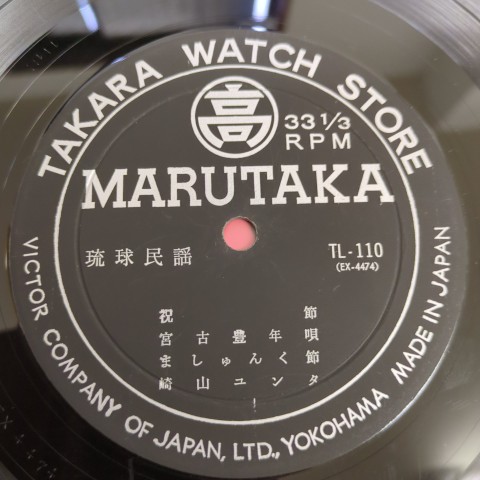 TAKARA WATCH STORE
高
33 1/3
RPM
MARUTAKA
琉球民謡
TL-110
(EX-4474)
祝節
宮古豊年唄
ましゅんく節
崎山ユンタ
VICTOR COMPANY OF JAPAN, LTD., YOKOHAMA MADE IN JAPAN